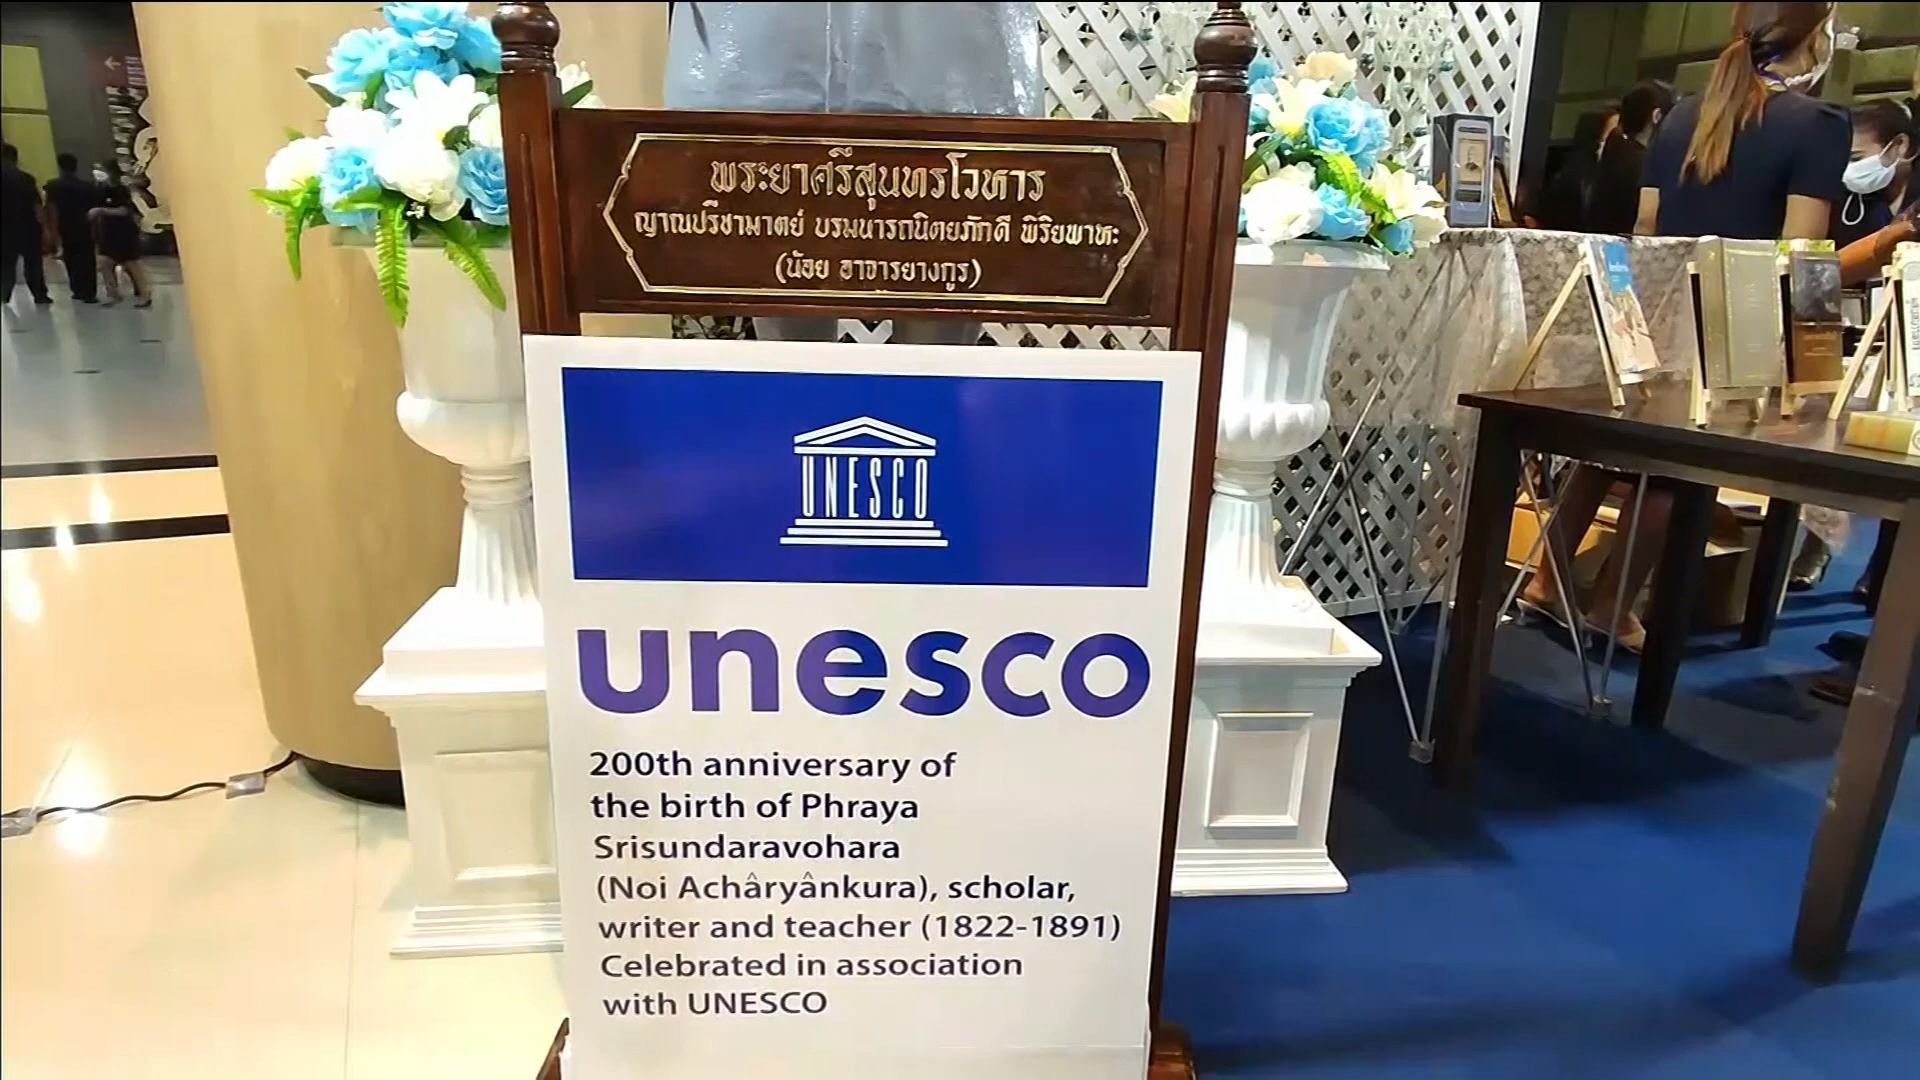 พระยาศรีสุนทรโวหาร
ญาณปรีชามาตย์ บรมนารถนิตยภักดี พิริยพาหะ
(น้อย อาจารยางกูร)
UNESCO
unesco
200th anniversary of
the birth of Phraya
Srisundaravohara
(Noi Achâryânkura), scholar,
writer and teacher (1822-1891)
Celebrated in association
with UNESCO